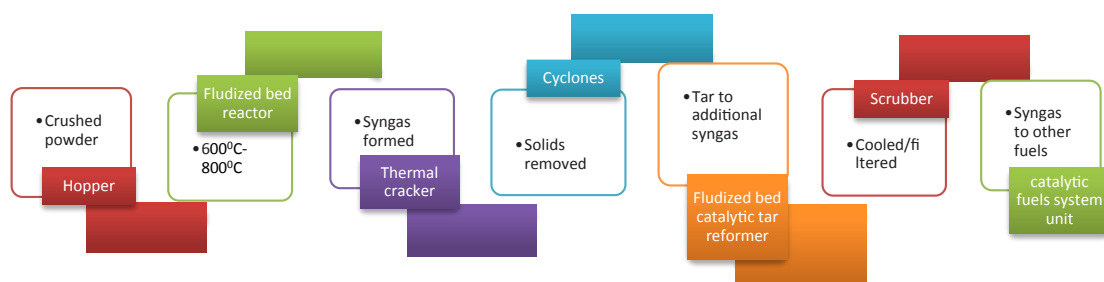 •Crushed
powder
Hopper
Fludized bed
reactor
•600⁰C-
800⁰C
•Syngas
formed
Thermal
cracker
Cyclones
•Solids
removed
•Tar to
additional
syngas
Fludized bed
catalytic tar
reformer
Scrubber
•Cooled/fi
ltered
•Syngas
to other
fuels
catalytic
fuels system
unit